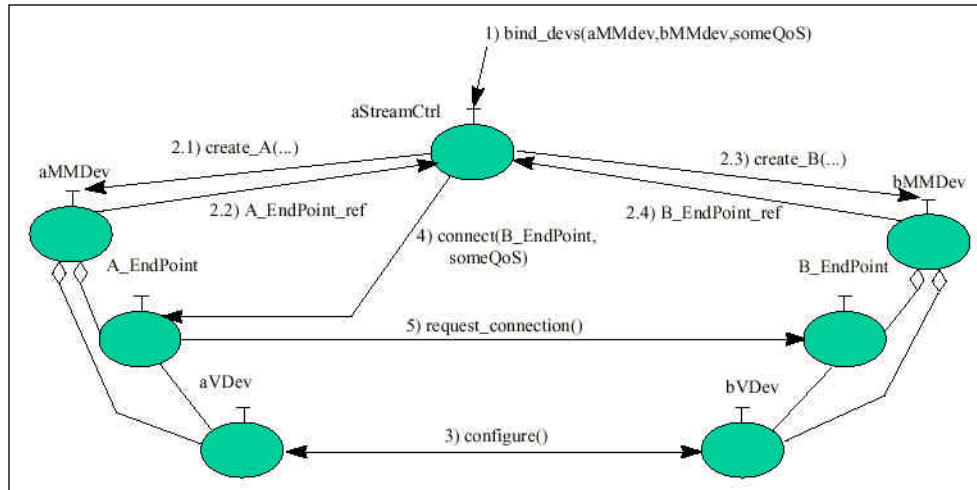 1) bind_devs(aMMdev,bMMdev,someQoS)
aStreamCtrl
2.1) create_A(...)
2.3) create_B(...)
aMMDev
bMMDev
2.2) A_EndPoint_ref
2.4) B_EndPoint_ref
4) connect(B_EndPoint,
someQoS)
A_EndPoint
B_EndPoint
5) request_connection()
aVDev
bVDev
3) configure()